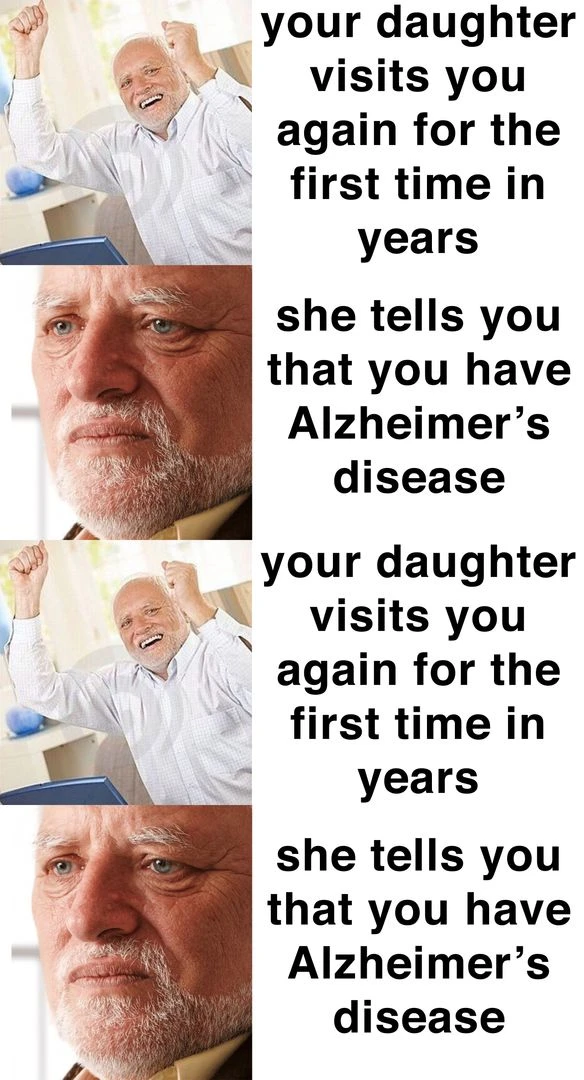 your daughter
visits you
again for the
first time in
years
she tells you
that you have
Alzheimer’s
disease
your daughter
visits you
again for the
first time in
years
she tells you
that you have
Alzheimer’s
disease